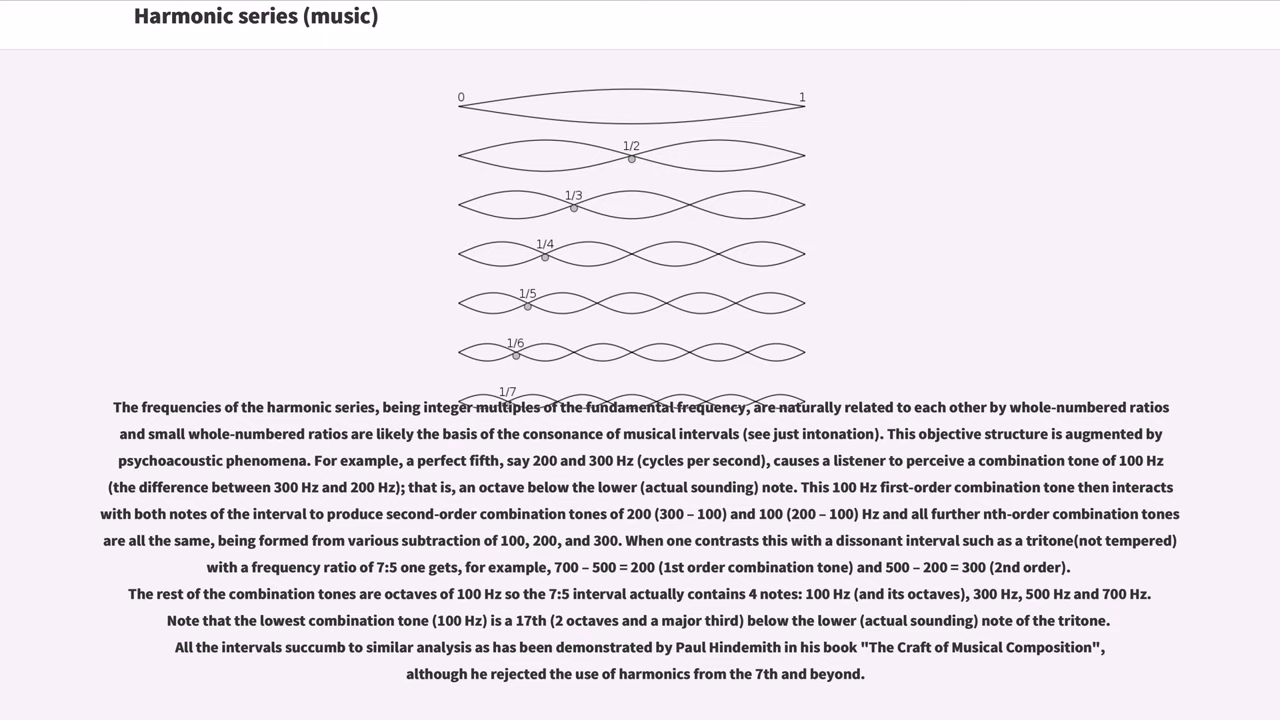 Harmonic series (music)
0 1
1/2
1/3
1/4
1/5
1/6
1/7
The frequencies of the harmonic series, being integer multiples of the fundamental frequency, are naturally related to each other by whole-numbered ratios
and small whole-numbered ratios are likely the basis of the consonance of musical intervals (see just intonation). This objective structure is augmented by
psychoacoustic phenomena. For example, a perfect fifth, say 200 and 300 Hz (cycles per second), causes a listener to perceive a combination tone of 100 Hz
(the difference between 300 Hz and 200 Hz); that is, an octave below the lower (actual sounding) note. This 100 Hz first-order combination tone then interacts
with both notes of the interval to produce second-order combination tones of 200 (300 – 100) and 100 (200 – 100) Hz and all further nth-order combination tones
are all the same, being formed from various subtraction of 100, 200, and 300. When one contrasts this with a dissonant interval such as a tritone(not tempered)
with a frequency ratio of 7:5 one gets, for example, 700 – 500 = 200 (1st order combination tone) and 500 – 200 = 300 (2nd order).
The rest of the combination tones are octaves of 100 Hz so the 7:5 interval actually contains 4 notes: 100 Hz (and its octaves), 300 Hz, 500 Hz and 700 Hz.
Note that the lowest combination tone (100 Hz) is a 17th (2 octaves and a major third) below the lower (actual sounding) note of the tritone.
All the intervals succumb to similar analysis as has been demonstrated by Paul Hindemith in his book "The Craft of Musical Composition",
although he rejected the use of harmonics from the 7th and beyond.